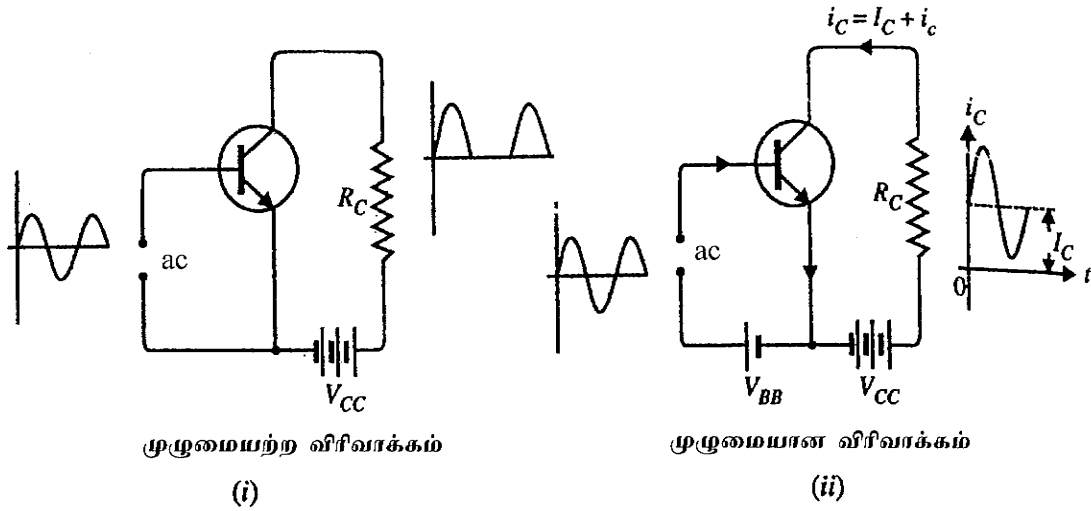 i_C = I_C + i_c
R_C
ac
V_CC
i_C
R_C
ac
I_C
0
t
V_BB
V_CC
முழுமையற்ற விரிவாக்கம்
(i)
முழுமையான விரிவாக்கம்
(ii)